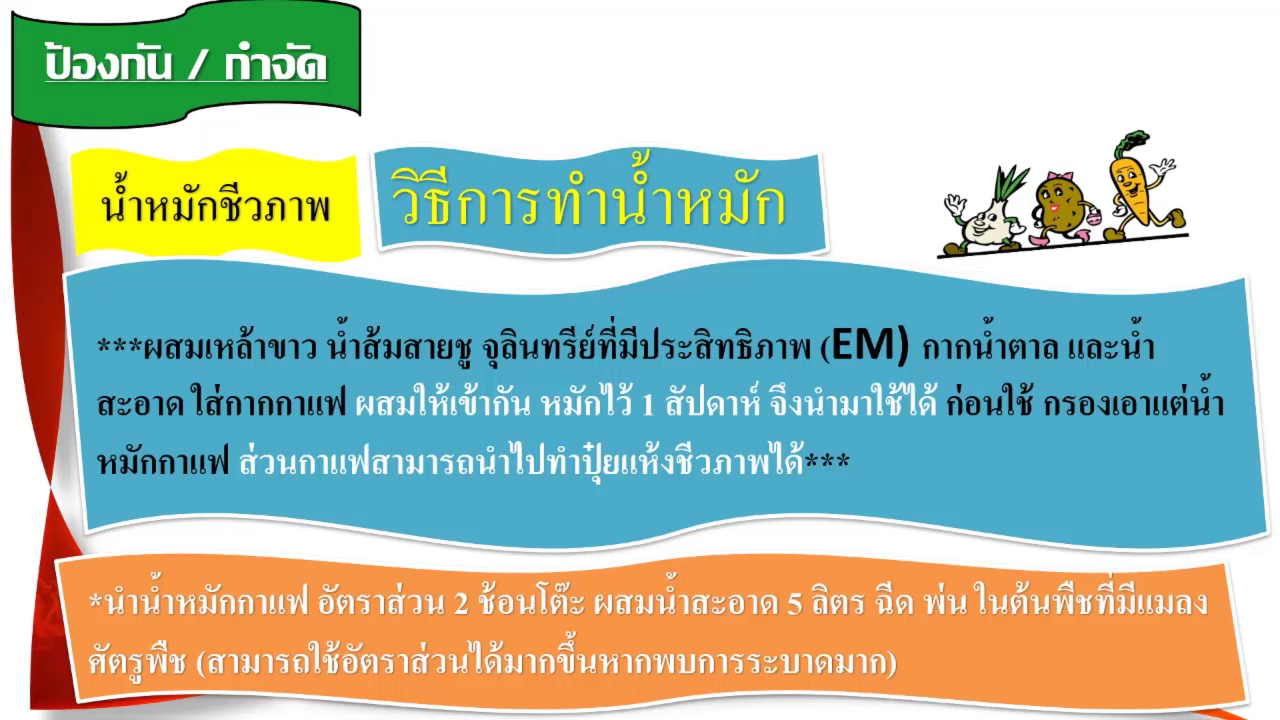 ป้องกัน / กำจัด
น้ำหมักชีวภาพ
วิธีการทำน้ำหมัก
***ผสมเหล้าขาว น้ำส้มสายชู จุลินทรีย์ที่มีประสิทธิภาพ (EM) กากน้ำตาล และน้ำ
สะอาด ใส่กากกาแฟ ผสมให้เข้ากัน หมักไว้ 1 สัปดาห์ จึงนำมาใช้ได้ ก่อนใช้ กรองเอาแต่น้ำ
หมักกาแฟ ส่วนกาแฟสามารถนำไปทำปุ๋ยแห้งชีวภาพได้***
*นำน้ำหมักกาแฟ อัตราส่วน 2 ช้อนโต๊ะ ผสมน้ำสะอาด 5 ลิตร ฉีด พ่น ในต้นพืชที่มีแมลง
ศัตรูพืช (สามารถใช้อัตราส่วนได้มากขึ้นหากพบการระบาดมาก)